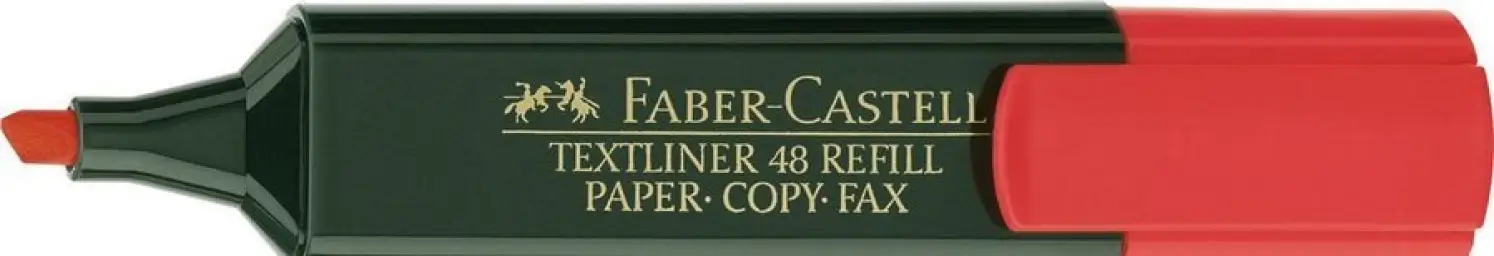 FABER-CASTELL
TEXTLINER 48 REFILL
PAPER· COPY· FAX